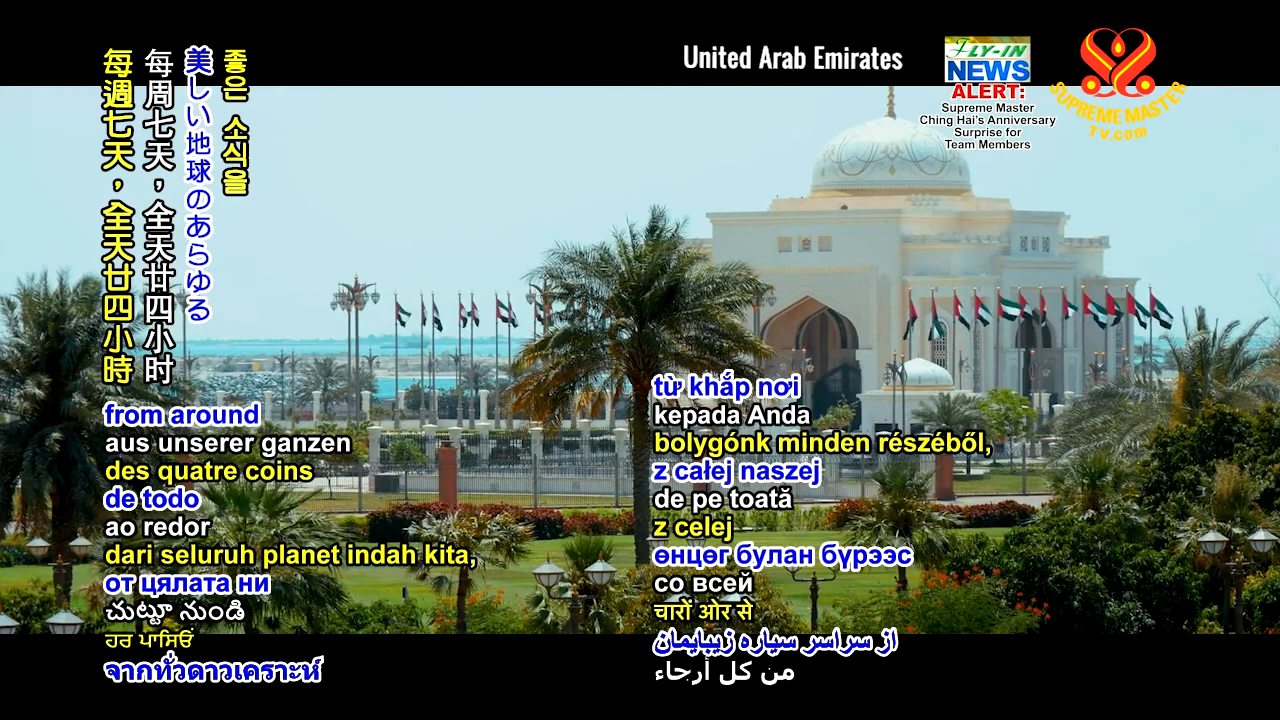 United Arab Emirates
FLY-IN
NEWS
ALERT:
Supreme Master
Ching Hai's Anniversary
Surprise for
Team Members
SUPREME MASTER
TV.com
좋은 소식을
美しい地球のあらゆる
每周七天，全天廿四小时
每週七天，全天廿四小時
from around
aus unserer ganzen
des quatre coins
de todo
ao redor
dari seluruh planet indah kita,
от цялата ни
చుట్టూ నుండి
ਹਰ ਪਾਸਿਓਂ
จากทั่วดาวเคราะห์
từ khắp nơi
kepada Anda
bolygónk minden részéből,
z całej naszej
de pe toată
z celej
өнцөг булан бүрээс
со всей
चारों ओर से
از سراسر سیاره زیبایمان
من كل أرجاء